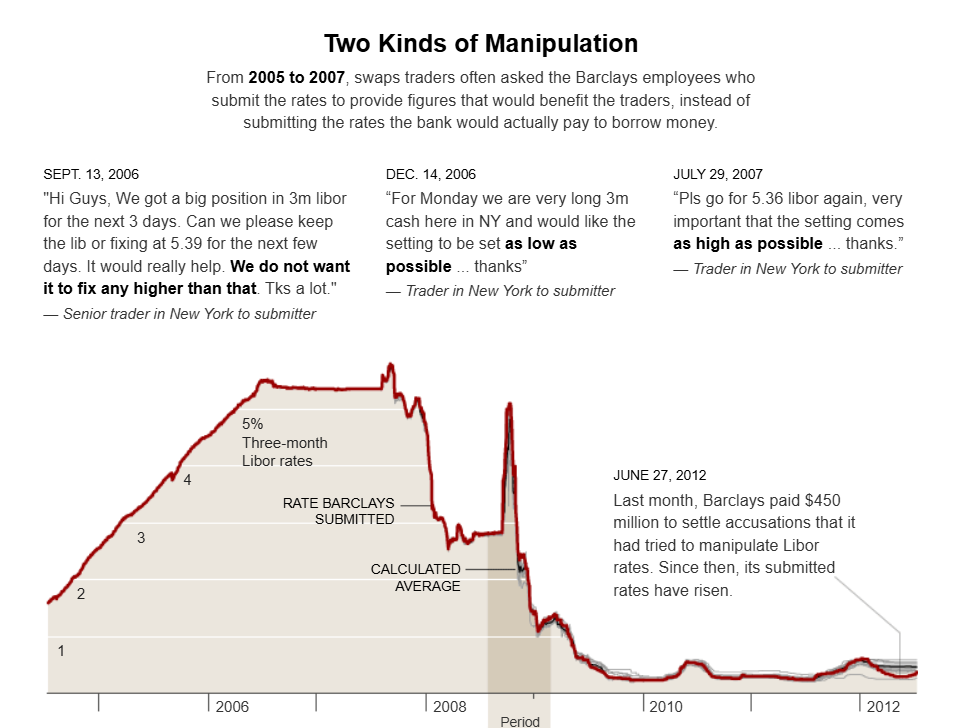 Two Kinds of Manipulation
From 2005 to 2007, swaps traders often asked the Barclays employees who
submit the rates to provide figures that would benefit the traders, instead of
submitting the rates the bank would actually pay to borrow money.
SEPT. 13, 2006
"Hi Guys, We got a big position in 3m libor
for the next 3 days. Can we please keep
the lib or fixing at 5.39 for the next few
days. It would really help. We do not want
it to fix any higher than that. Tks a lot."
— Senior trader in New York to submitter
DEC. 14, 2006
“For Monday we are very long 3m
cash here in NY and would like the
setting to be set as low as
possible ... thanks”
— Trader in New York to submitter
JULY 29, 2007
“Pls go for 5.36 libor again, very
important that the setting comes
as high as possible ... thanks.”
— Trader in New York to submitter
5%
Three-month
Libor rates
4
3
2
1
RATE BARCLAYS
SUBMITTED
CALCULATED
AVERAGE
JUNE 27, 2012
Last month, Barclays paid $450
million to settle accusations that it
had tried to manipulate Libor
rates. Since then, its submitted
rates have risen.
2006
2008
2010
2012
Period